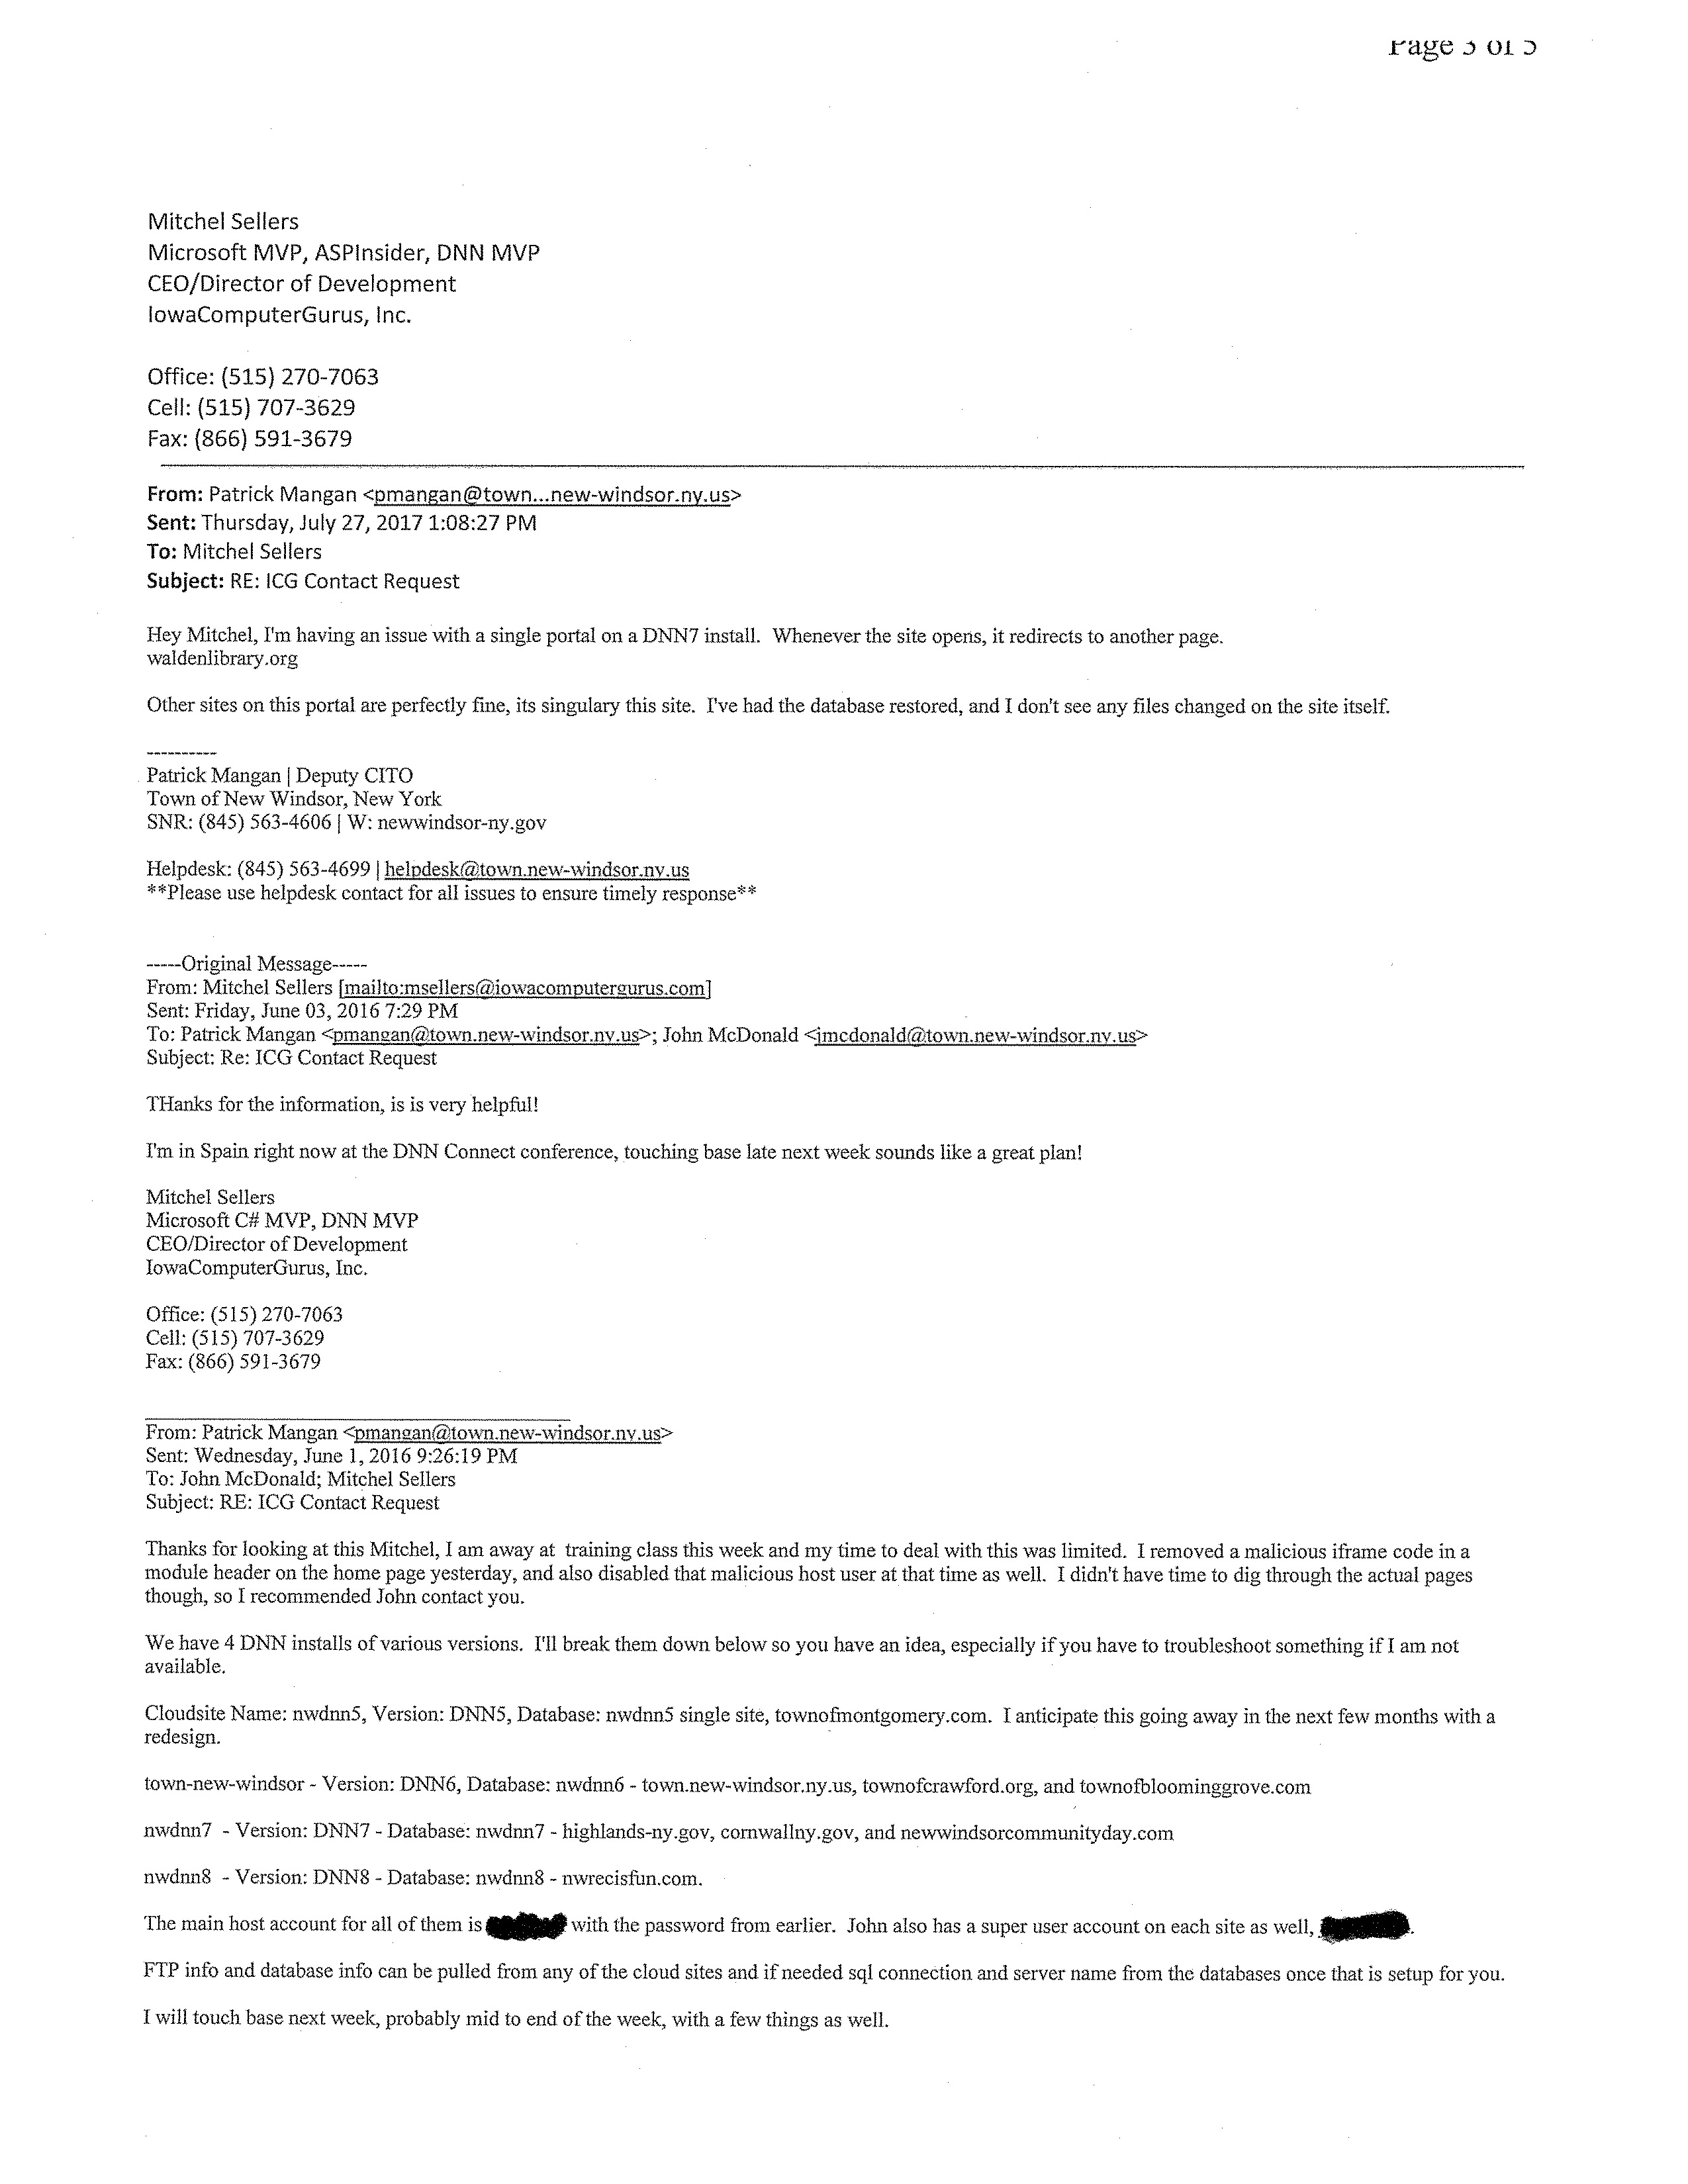 Page 3 of 5
Mitchel Sellers
Microsoft MVP, ASPInsider, DNN MVP
CEO/Director of Development
IowaComputerGurus, Inc.
Office: (515) 270-7063
Cell: (515) 707-3629
Fax: (866) 591-3679
From: Patrick Mangan <pmangan@town...new-windsor.ny.us>
Sent: Thursday, July 27, 2017 1:08:27 PM
To: Mitchel Sellers
Subject: RE: ICG Contact Request
Hey Mitchel, I'm having an issue with a single portal on a DNN7 install.  Whenever the site opens, it redirects to another page.
waldenlibrary.org
Other sites on this portal are perfectly fine, its singulary this site.  I've had the database restored, and I don't see any files changed on the site itself.
----------
Patrick Mangan | Deputy CITO
Town of New Windsor, New York
SNR: (845) 563-4606 | W: newwindsor-ny.gov
Helpdesk: (845) 563-4699 | helpdesk@town.new-windsor.ny.us
**Please use helpdesk contact for all issues to ensure timely response**
-----Original Message-----
From: Mitchel Sellers [mailto:msellers@iowacomputergurus.com]
Sent: Friday, June 03, 2016 7:29 PM
To: Patrick Mangan <pmangan@town.new-windsor.ny.us>; John McDonald <jmcdonald@town.new-windsor.ny.us>
Subject: Re: ICG Contact Request
THanks for the information, is is very helpful!
I'm in Spain right now at the DNN Connect conference, touching base late next week sounds like a great plan!
Mitchel Sellers
Microsoft C# MVP, DNN MVP
CEO/Director of Development
IowaComputerGurus, Inc.
Office: (515) 270-7063
Cell: (515) 707-3629
Fax: (866) 591-3679
From: Patrick Mangan <pmangan@town.new-windsor.ny.us>
Sent: Wednesday, June 1, 2016 9:26:19 PM
To: John McDonald; Mitchel Sellers
Subject: RE: ICG Contact Request
Thanks for looking at this Mitchel, I am away at  training class this week and my time to deal with this was limited.  I removed a malicious iframe code in a
module header on the home page yesterday, and also disabled that malicious host user at that time as well.  I didn't have time to dig through the actual pages
though, so I recommended John contact you.
We have 4 DNN installs of various versions.  I'll break them down below so you have an idea, especially if you have to troubleshoot something if I am not
available.
Cloudsite Name: nwdnn5, Version: DNN5, Database: nwdnn5 single site, townofmontgomery.com.  I anticipate this going away in the next few months with a
redesign.
town-new-windsor - Version: DNN6, Database: nwdnn6 - town.new-windsor.ny.us, townofcrawford.org, and townofbloominggrove.com
nwdnn7  - Version: DNN7 - Database: nwdnn7 - highlands-ny.gov, cornwallny.gov, and newwindsorcommunityday.com
nwdnn8  - Version: DNN8 - Database: nwdnn8 - nwrecisfun.com.
The main host account for all of them is with the password from earlier.  John also has a super user account on each site as well, .
FTP info and database info can be pulled from any of the cloud sites and if needed sql connection and server name from the databases once that is setup for you.
I will touch base next week, probably mid to end of the week, with a few things as well.